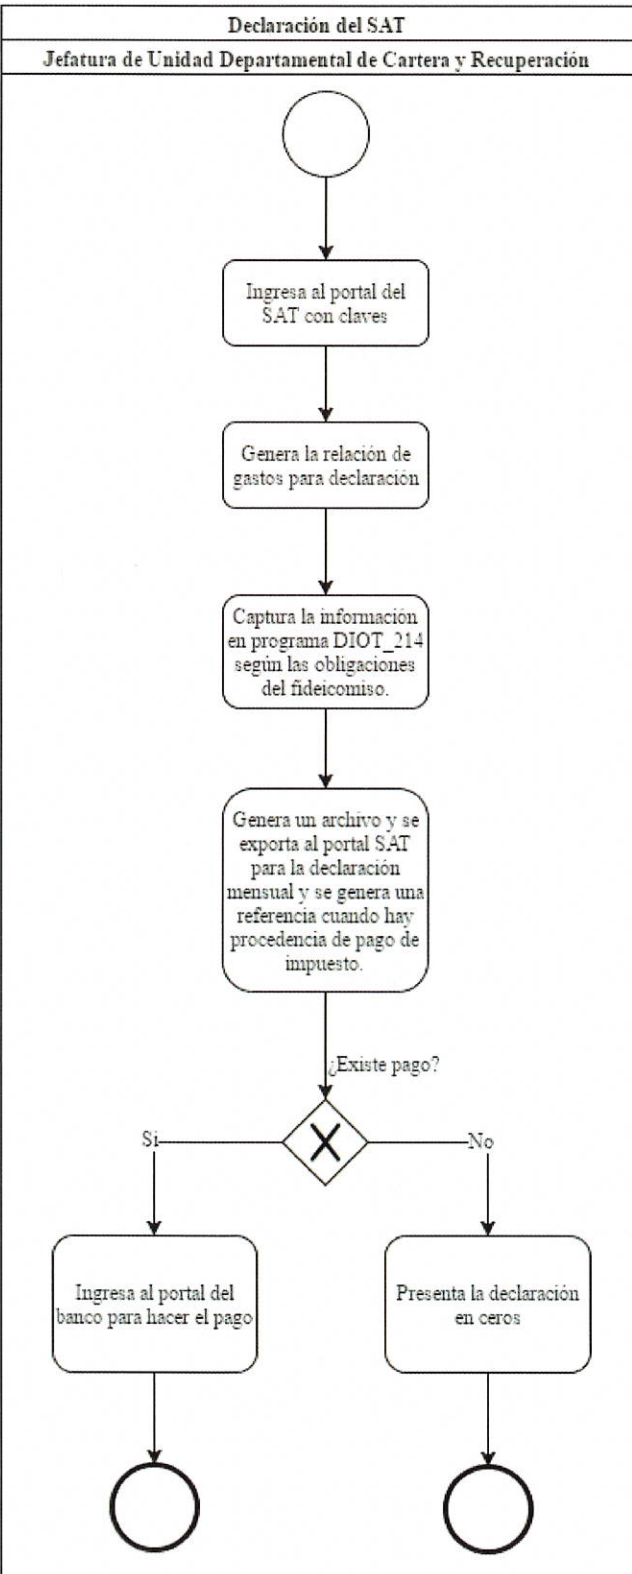 Declaración del SAT
Jefatura de Unidad Departamental de Cartera y Recuperación
Ingresa al portal del
SAT con claves
Genera la relación de
gastos para declaración
Captura la información
en programa DIOT_214
según las obligaciones
del fideicomiso.
Genera un archivo y se
exporta al portal SAT
para la declaración
mensual y se genera una
referencia cuando hay
procedencia de pago de
impuesto.
¿Existe pago?
Si
No
Ingresa al portal del
banco para hacer el pago
Presenta la declaración
en ceros